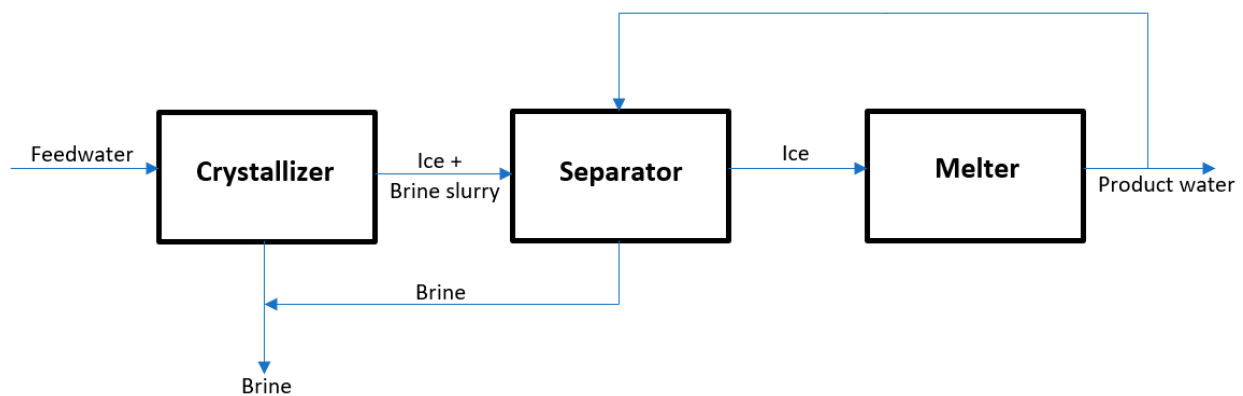 Feedwater
Crystallizer
Ice +
Brine slurry
Separator
Ice
Melter
Product water
Brine
Brine